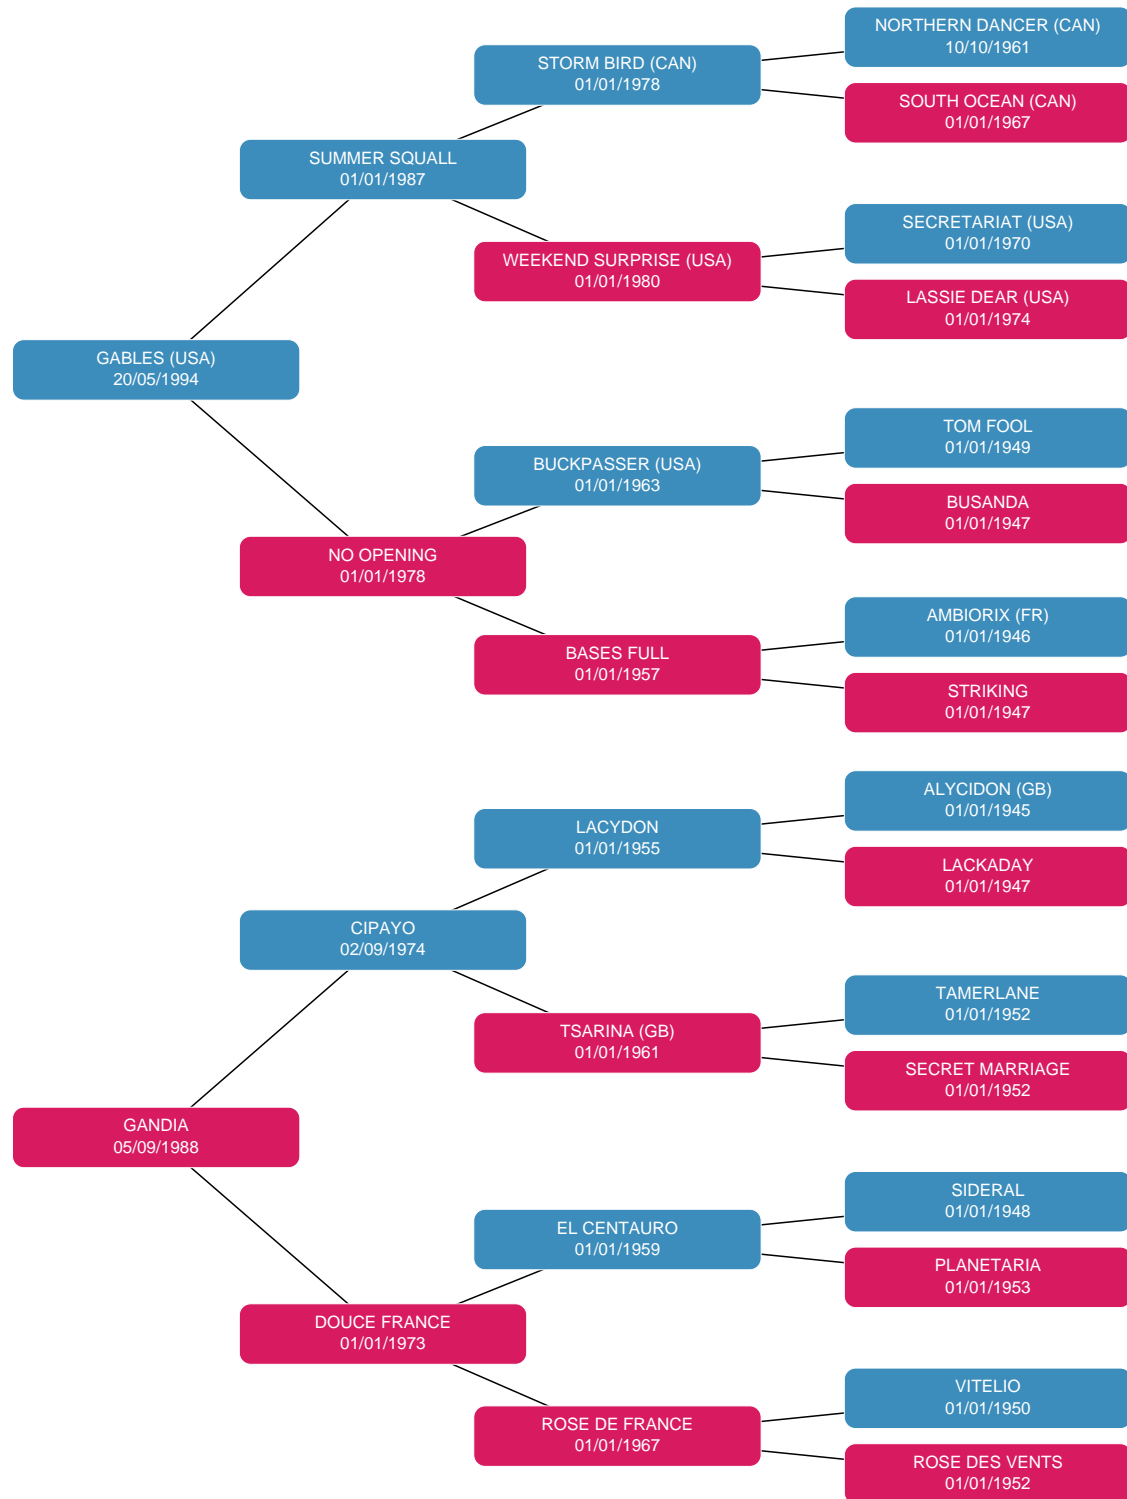 NORTHERN DANCER (CAN)
10/10/1961
STORM BIRD (CAN)
01/01/1978
SOUTH OCEAN (CAN)
01/01/1967
SUMMER SQUALL
01/01/1987
SECRETARIAT (USA)
01/01/1970
WEEKEND SURPRISE (USA)
01/01/1980
LASSIE DEAR (USA)
01/01/1974
GABLES (USA)
20/05/1994
TOM FOOL
01/01/1949
BUCKPASSER (USA)
01/01/1963
BUSANDA
01/01/1947
NO OPENING
01/01/1978
AMBIORIX (FR)
01/01/1946
BASES FULL
01/01/1957
STRIKING
01/01/1947
ALYCIDON (GB)
01/01/1945
LACYDON
01/01/1955
LACKADAY
01/01/1947
CIPAYO
02/09/1974
TAMERLANE
01/01/1952
TSARINA (GB)
01/01/1961
SECRET MARRIAGE
01/01/1952
GANDIA
05/09/1988
SIDERAL
01/01/1948
EL CENTAURO
01/01/1959
PLANETARIA
01/01/1953
DOUCE FRANCE
01/01/1973
VITELIO
01/01/1950
ROSE DE FRANCE
01/01/1967
ROSE DES VENTS
01/01/1952